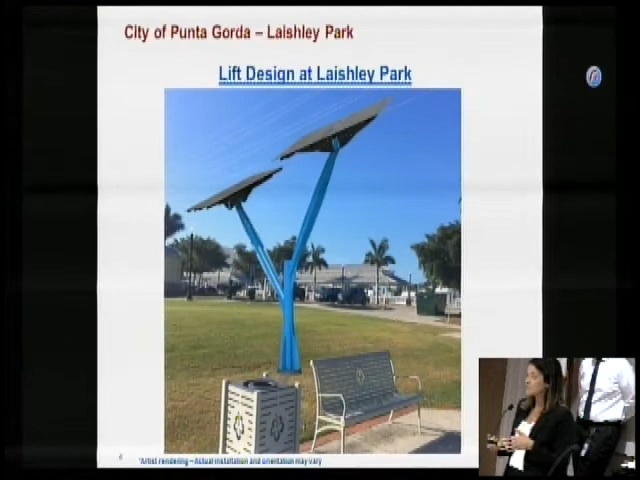 City of Punta Gorda – Laishley Park
Lift Design at Laishley Park
4
*Artist rendering – Actual installation and orientation may vary